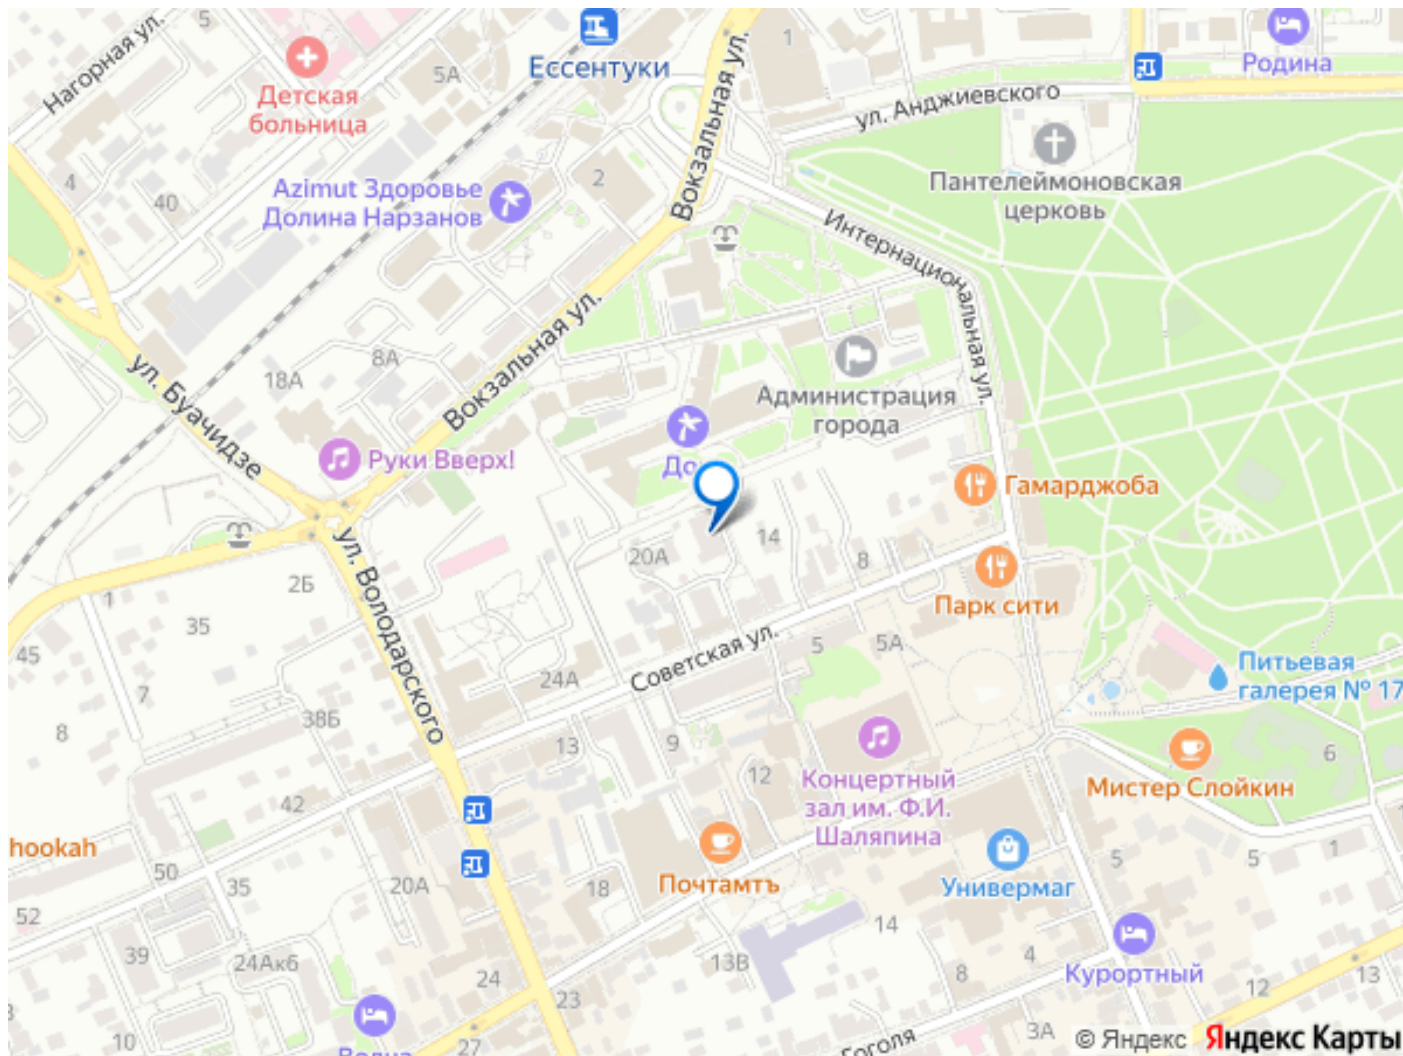 Нагорная ул.
5
Детская
больница
5А
Ессентуки
1
Вокзальная ул.
ул. Анджиевского
Родина
Пантелеймоновская
церковь
4
40
Azimut Здоровье
Долина Нарзанов
2
Интернациональная ул.
ул. Буачидзе
18А
8А
Вокзальная ул.
Администрация
города
Руки Вверх!
До
Гамарджоба
20А
14
8
Парк сити
ул. Володарского
2Б
1
35
45
7
8
38Б
42
24А
Советская ул.
5
5А
Питьевая
галерея № 17
13
9
12
Концертный
зал им. Ф.И.
Шаляпина
Мистер Слойкин
6
hookah
50
52
35
20А
39
24Ак6
18
Почтамтъ
Универмаг
5
5
1
14
13В
24
23
8
4
Курортный
12
13
3
10
Волна
27
Гоголя
3А
© Яндекс Яндекс Карты